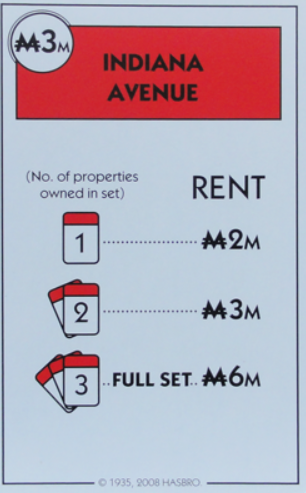 ₩3M
INDIANA
AVENUE
(No. of properties
owned in set)
RENT
1 ₩2M
2 ₩3M
3 FULL SET ₩6M
© 1935, 2008 HASBRO.